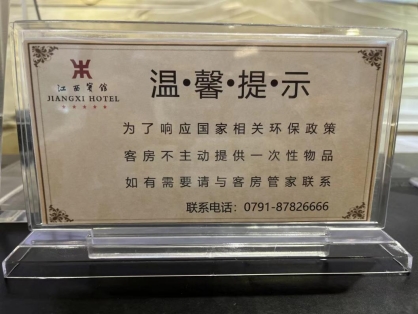 江西宾馆
JIANGXI HOTEL
温·馨·提·示
为了响应国家相关环保政策
客房不主动提供一次性物品
如有需要请与客房管家联系
联系电话：0791-87826666